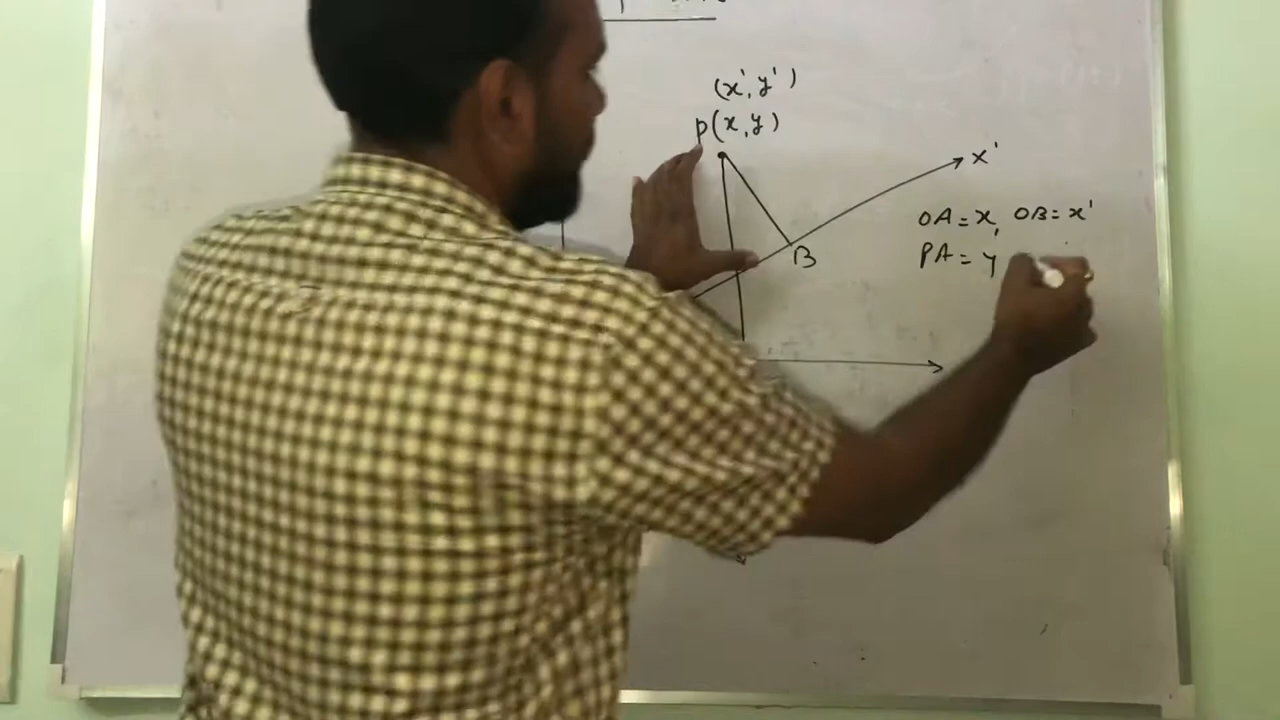 (x', y')
P(x, y)
x'
OA = x, OB = x'
B
PA = y